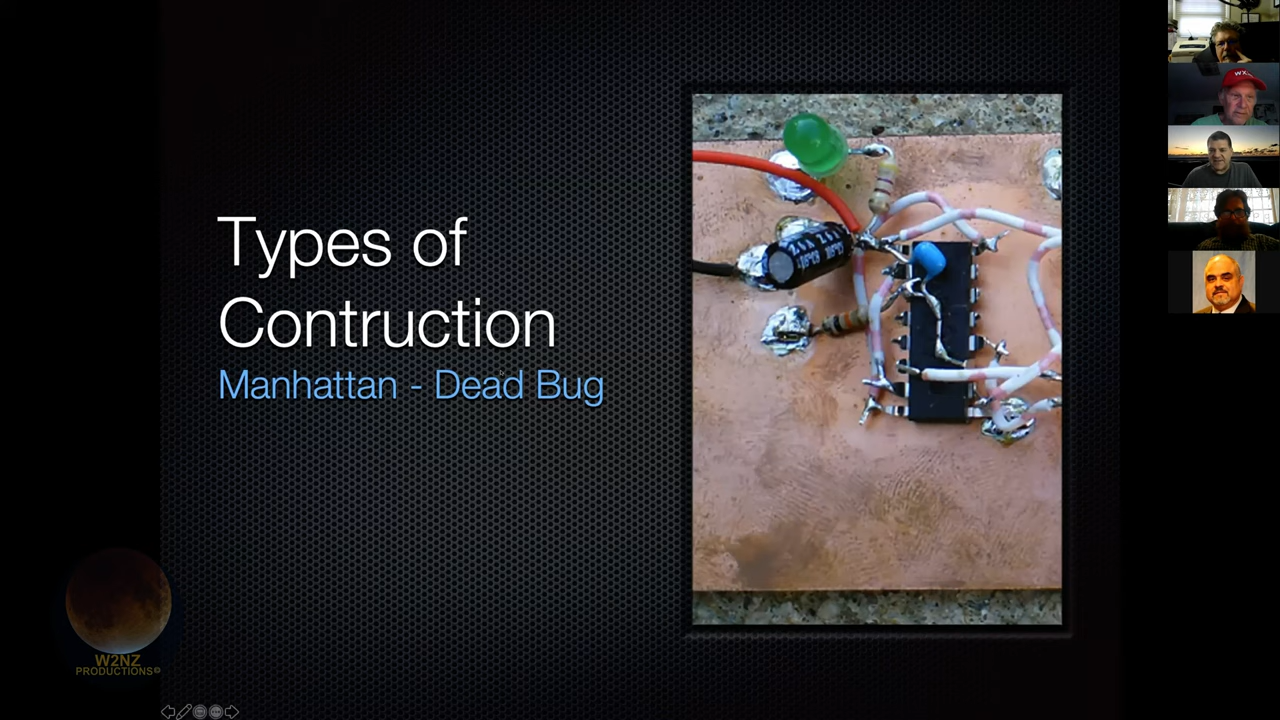 Types of
Contruction
Manhattan - Dead Bug
W2NZ
PRODUCTIONS